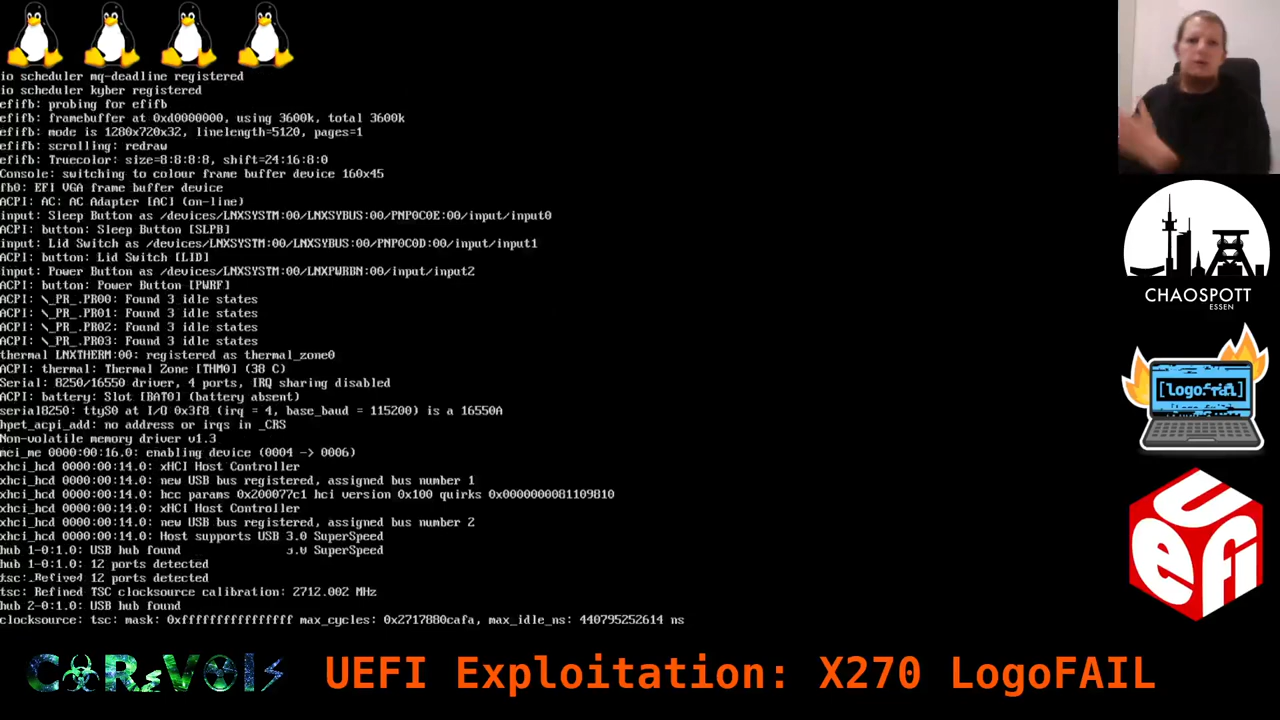 io scheduler mq-deadline registered
io scheduler kyber registered
efifb: probing for efifb
efifb: framebuffer at 0xd0000000, using 3600k, total 3600k
efifb: mode is 1280x720x32, linelength=5120, pages=1
efifb: scrolling: redraw
efifb: Truecolor: size=8:8:8:8, shift=24:16:8:0
Console: switching to colour frame buffer device 160x45
fb0: EFI VGA frame buffer device
ACPI: AC: AC Adapter [AC] (on-line)
input: Sleep Button as /devices/LNXSYSTM:00/LNXSYBUS:00/PNP0C0E:00/input/input0
ACPI: button: Sleep Button [SLPB]
input: Lid Switch as /devices/LNXSYSTM:00/LNXSYBUS:00/PNP0C0D:00/input/input1
ACPI: button: Lid Switch [LID]
input: Power Button as /devices/LNXSYSTM:00/LNXPWRBN:00/input/input2
ACPI: button: Power Button [PWRF]
ACPI: \_PR_.PR00: Found 3 idle states
ACPI: \_PR_.PR01: Found 3 idle states
ACPI: \_PR_.PR02: Found 3 idle states
ACPI: \_PR_.PR03: Found 3 idle states
thermal LNXTHERM:00: registered as thermal_zone0
ACPI: thermal: Thermal Zone [THM0] (38 C)
Serial: 8250/16550 driver, 4 ports, IRQ sharing disabled
ACPI: battery: Slot [BAT0] (battery absent)
serial8250: ttyS0 at I/O 0x3f8 (irq = 4, base_baud = 115200) is a 16550A
hpet_acpi_add: no address or irqs in _CRS
Non-volatile memory driver v1.3
mei_me 0000:00:16.0: enabling device (0004 -> 0006)
xhci_hcd 0000:00:14.0: xHCI Host Controller
xhci_hcd 0000:00:14.0: new USB bus registered, assigned bus number 1
xhci_hcd 0000:00:14.0: hcc params 0x200077c1 hci version 0x100 quirks 0x0000000081109810
xhci_hcd 0000:00:14.0: xHCI Host Controller
xhci_hcd 0000:00:14.0: new USB bus registered, assigned bus number 2
xhci_hcd 0000:00:14.0: Host supports USB 3.0 SuperSpeed
hub 1-0:1.0: USB hub found 3.0 SuperSpeed
hub 1-0:1.0: 12 ports detected
tsc: Refined 12 ports detected
tsc: Refined TSC clocksource calibration: 2712.002 MHz
hub 2-0:1.0: USB hub found
clocksource: tsc: mask: 0xffffffffffffffff max_cycles: 0x2717880cafa, max_idle_ns: 440795252614 ns
CHAOSPOTT
ESSEN
[logofail]
UEfi
UEFI Exploitation: X270 LogoFAIL